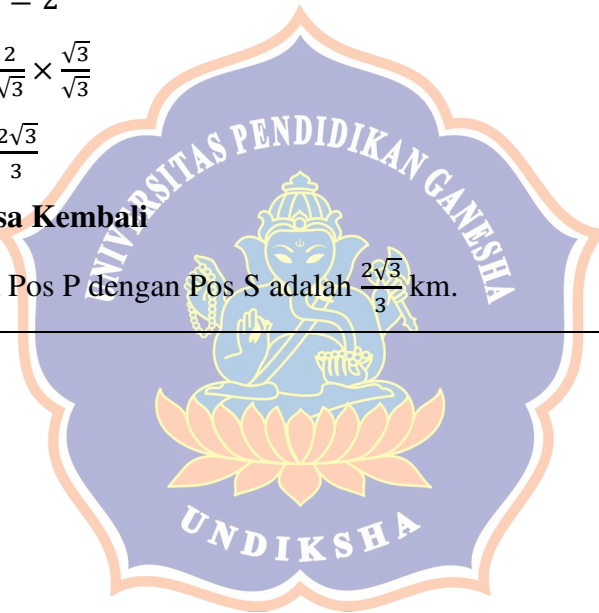 = 2
2/√3 × √3/√3
2√3/3
sa Kembali
Pos P dengan Pos S adalah 2√3/3 km.
UNIVERSITAS PENDIDIKAN GANESHA
UNDIKSHA